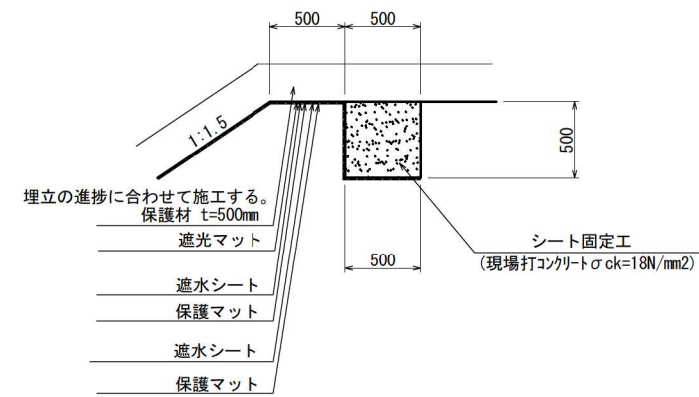 500
500
1:1.5
500
埋立の進捗に合わせて施工する。
保護材 t=500mm
遮光マット
遮水シート
保護マット
遮水シート
保護マット
500
シート固定工
(現場打コンクリートσck=18N/mm2)